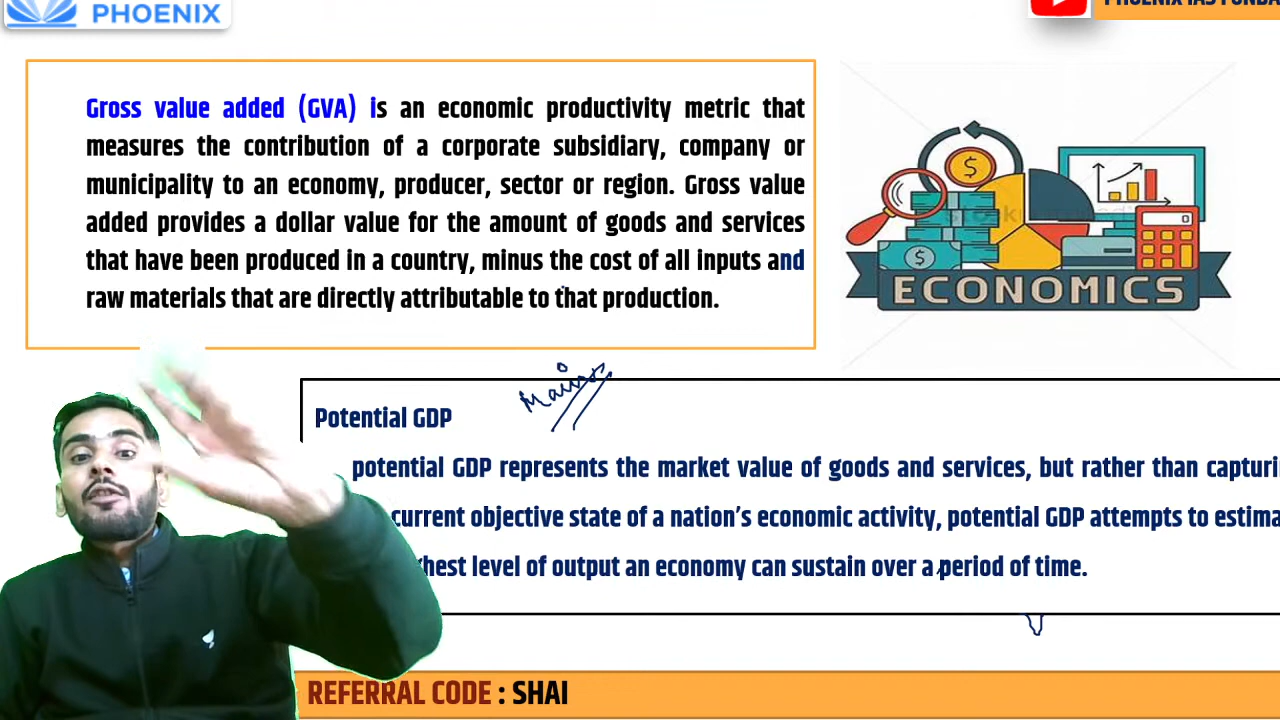 PHOENIX
Gross value added (GVA) is an economic productivity metric that
measures the contribution of a corporate subsidiary, company or
municipality to an economy, producer, sector or region. Gross value
added provides a dollar value for the amount of goods and services
that have been produced in a country, minus the cost of all inputs and
raw materials that are directly attributable to that production.
ECONOMICS
Mains
Potential GDP
potential GDP represents the market value of goods and services, but rather than
current objective state of a nation's economic activity, potential GDP attempts to
level of output an economy can sustain over a period of time.
REFERRAL CODE : SHAI